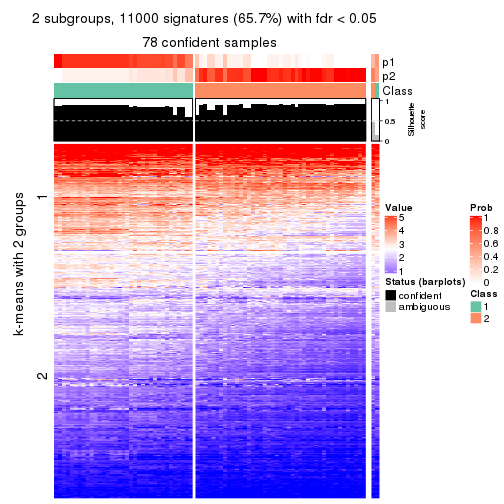 2 subgroups, 11000 signatures (65.7%) with fdr < 0.05
78 confident samples
p1
p2
Class
1
0.5
0
Silhouette
score
k-means with 2 groups
1
2
Value
5
4
3
2
1
Status (barplots)
confident
ambiguous
Prob
1
0.8
0.6
0.4
0.2
0
Class
1
2